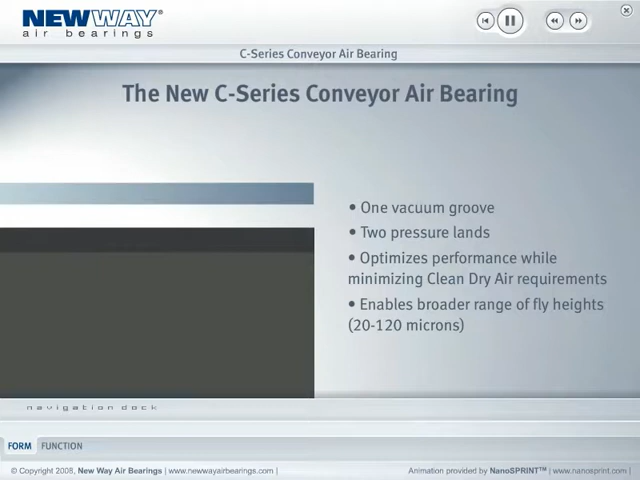 NEWWAY®
air bearings
C-Series Conveyor Air Bearing
The New C-Series Conveyor Air Bearing
• One vacuum groove
• Two pressure lands
• Optimizes performance while
minimizing Clean Dry Air requirements
• Enables broader range of fly heights
(20-120 microns)
navigation dock
FORM FUNCTION
© Copyright 2008, New Way Air Bearings | www.newwayairbearings.com |
Animation provided by NanoSPRINT™ | www.nanosprint.com |